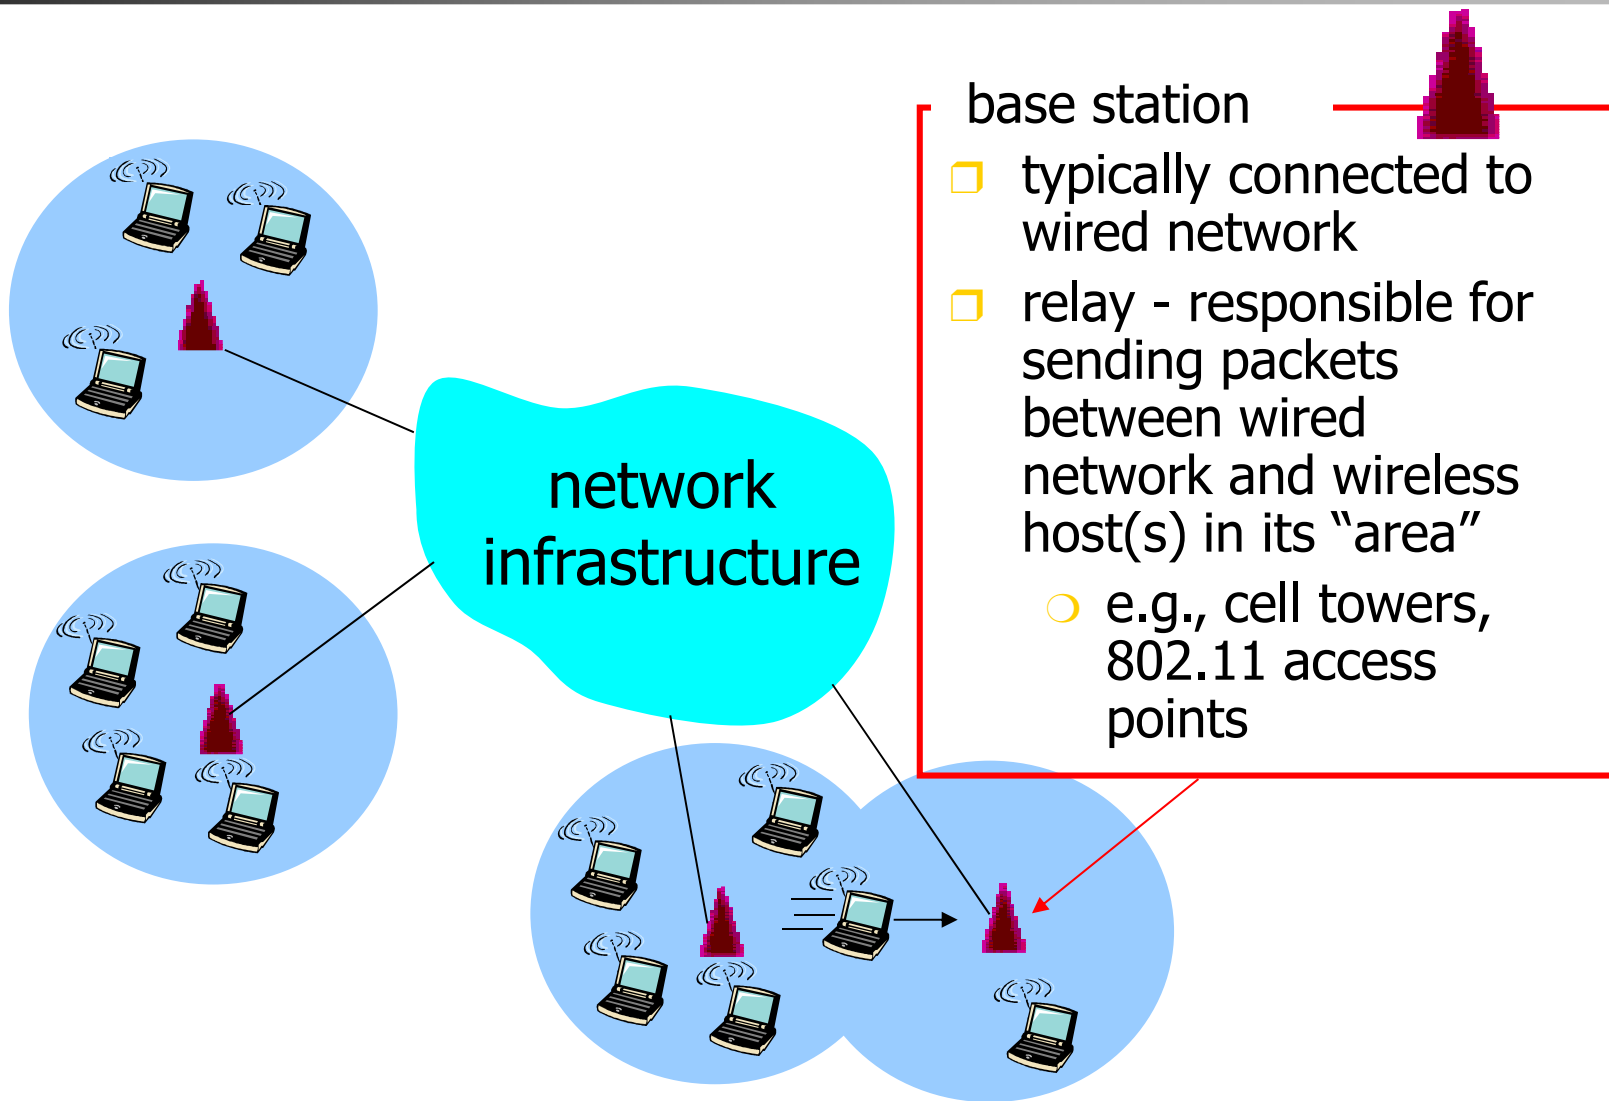 base station
typically connected to
wired network
relay - responsible for
sending packets
between wired
network and wireless
host(s) in its “area”
e.g., cell towers,
802.11 access
points
network
infrastructure